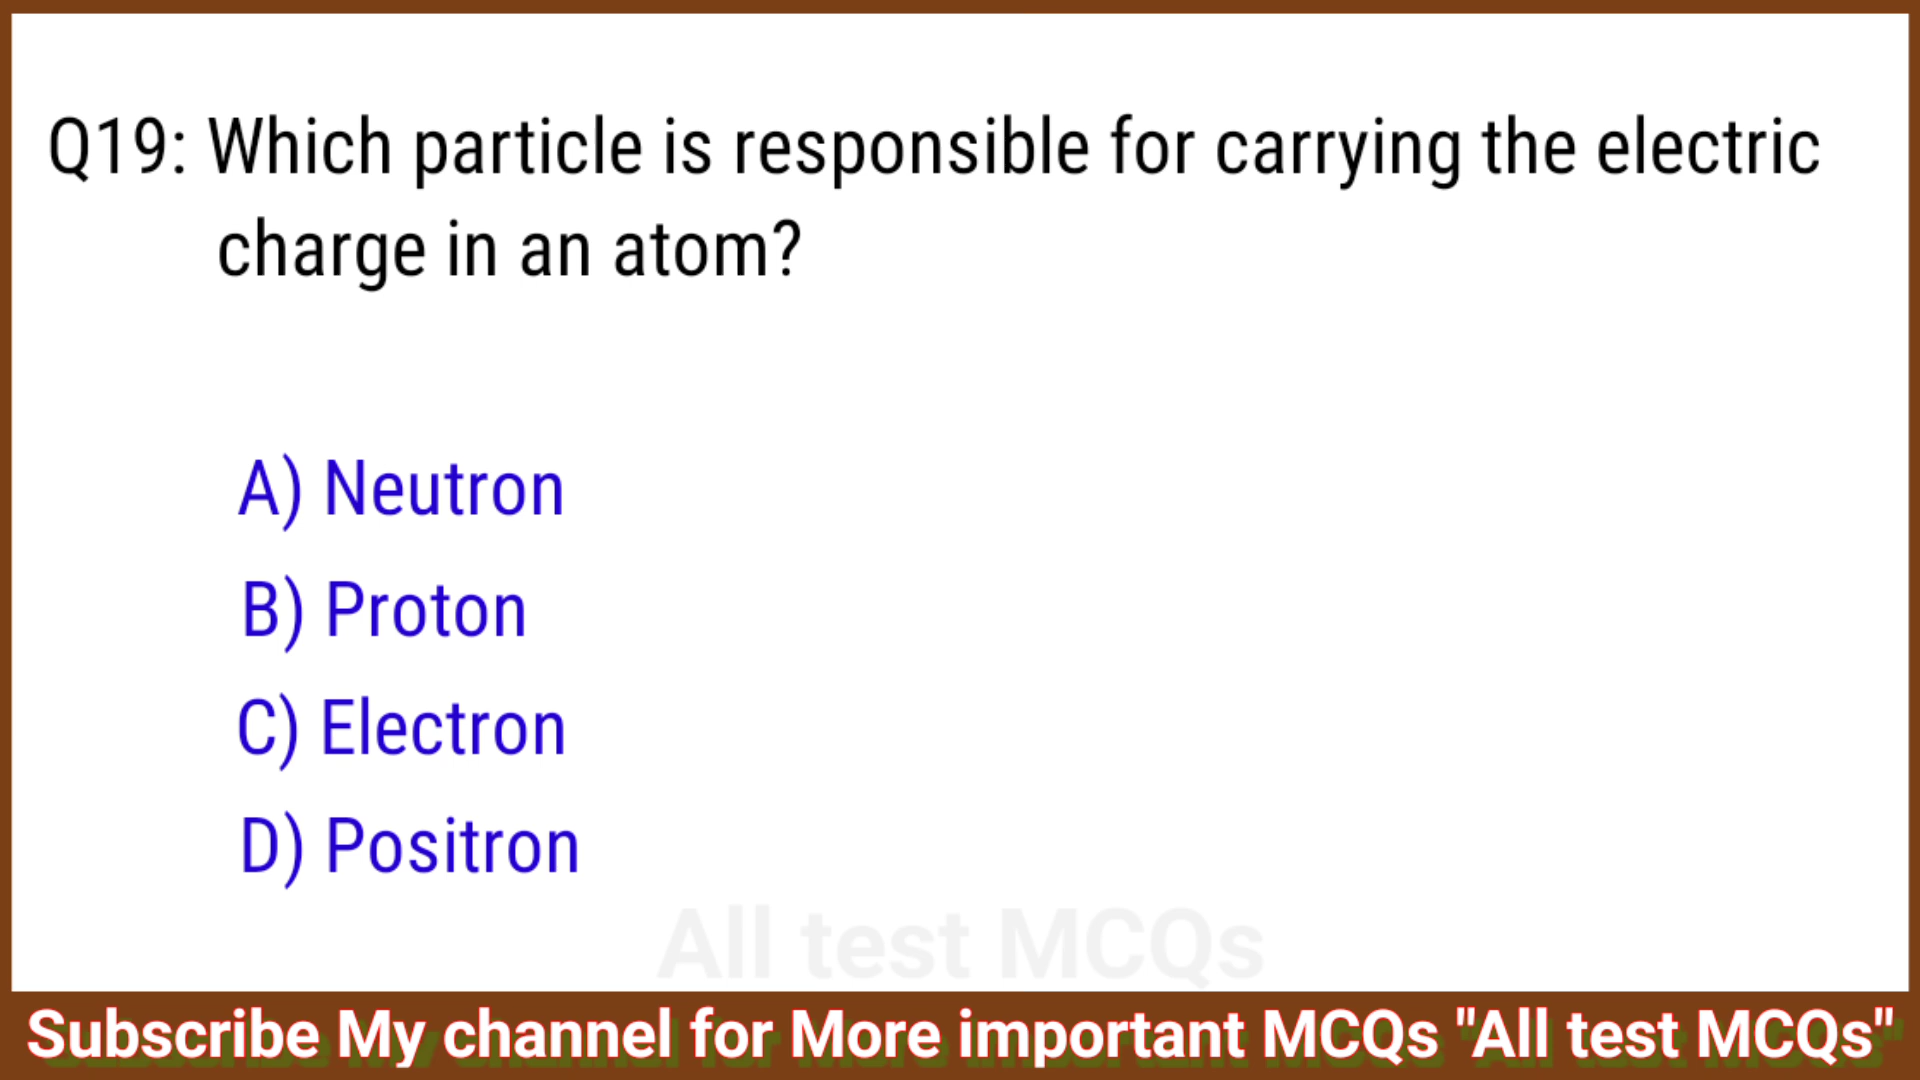 Q19: Which particle is responsible for carrying the electric
charge in an atom?
A) Neutron
B) Proton
C) Electron
D) Positron
All test MCQs
Subscribe My channel for More important MCQs "All test MCQs"